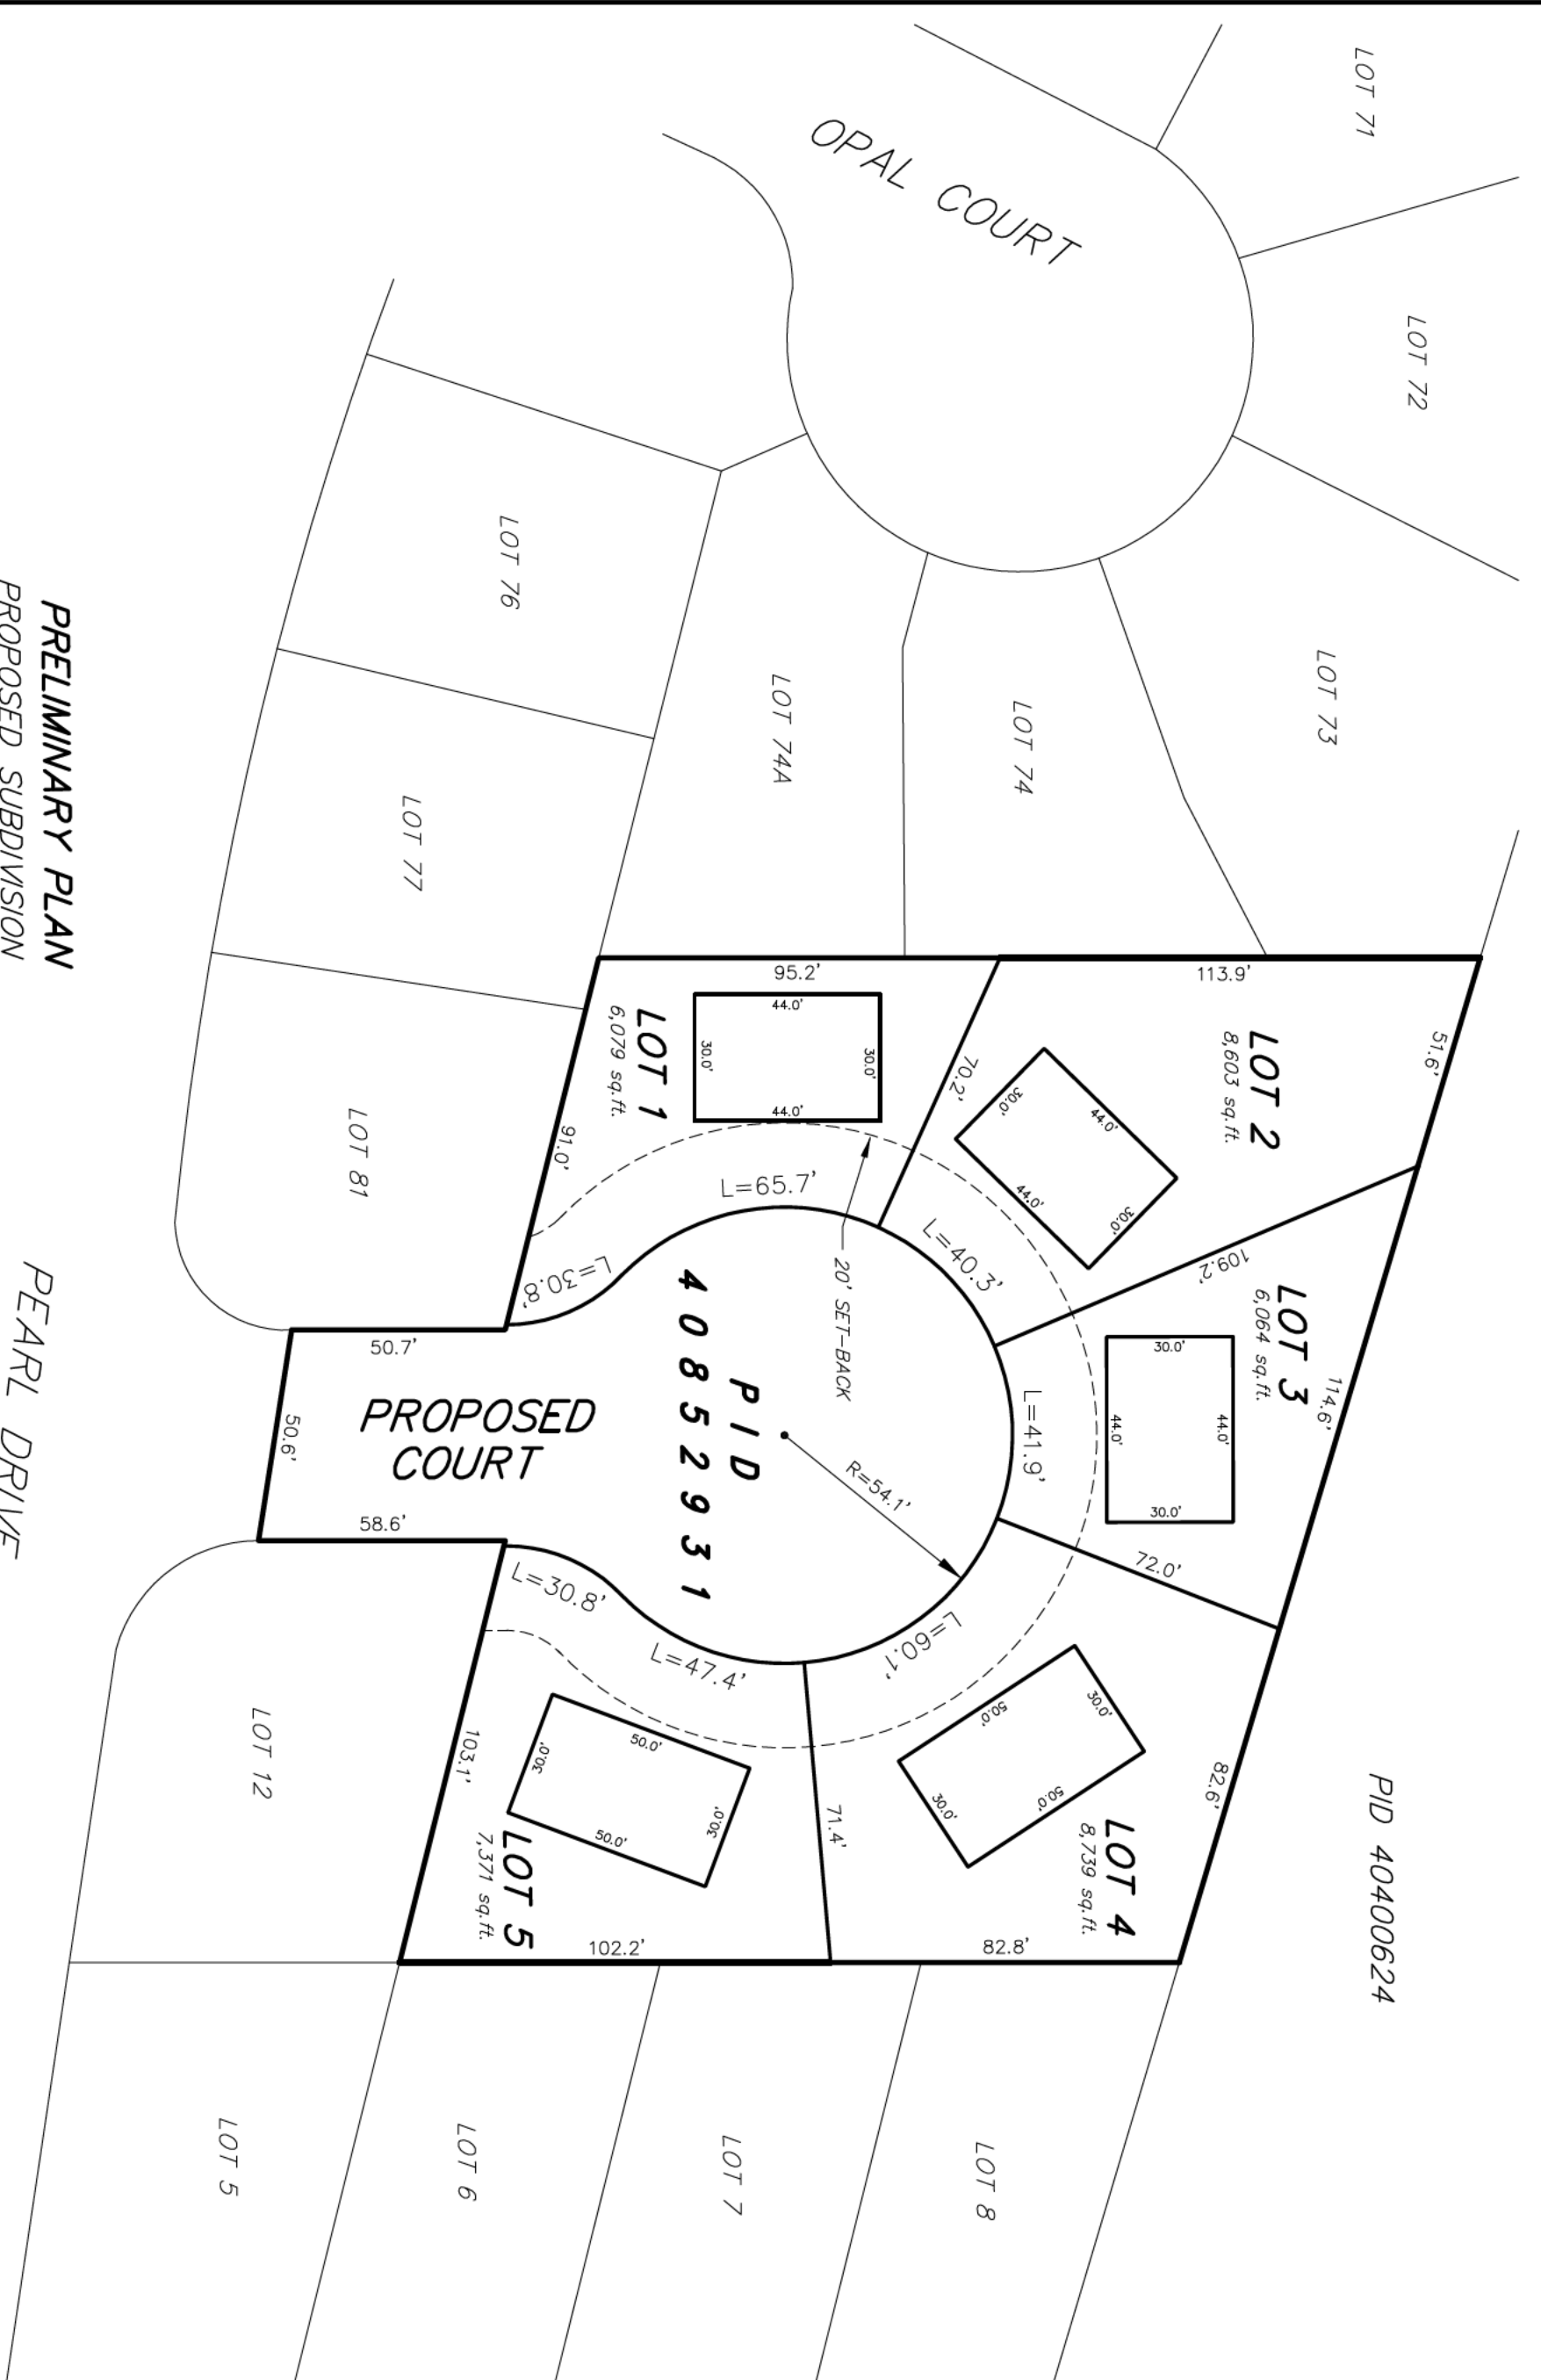 LOT 71
OPAL COURT
LOT 72
LOT 73
LOT 74
LOT 74A
LOT 76
LOT 77
LOT 81
PRELIMINARY PLAN
PROPOSED SUBDIVISION
PEARL DRIVE
95.2'
113.9'
51.6'
LOT 1
6,079 sq.ft.
44.0'
30.0'
30.0'
44.0'
91.0'
70.2'
LOT 2
8,603 sq.ft.
30.0'
44.0'
44.0'
30.0'
109.2'
L=65.7'
L=40.3'
L=30.8'
20' SET-BACK
LOT 3
6,064 sq.ft.
114.6'
30.0'
44.0'
44.0'
30.0'
L=41.9'
72.0'
50.7'
PROPOSED
COURT
50.6'
58.6'
PID
40852931
R=54.1'
L=30.8'
L=47.4'
L=60.1'
LOT 4
8,739 sq.ft.
82.6'
30.0'
50.0'
50.0'
30.0'
71.4'
82.8'
LOT 5
7,371 sq.ft.
50.0'
30.0'
30.0'
50.0'
103.1'
102.2'
PID 40400624
LOT 12
LOT 5
LOT 6
LOT 7
LOT 8